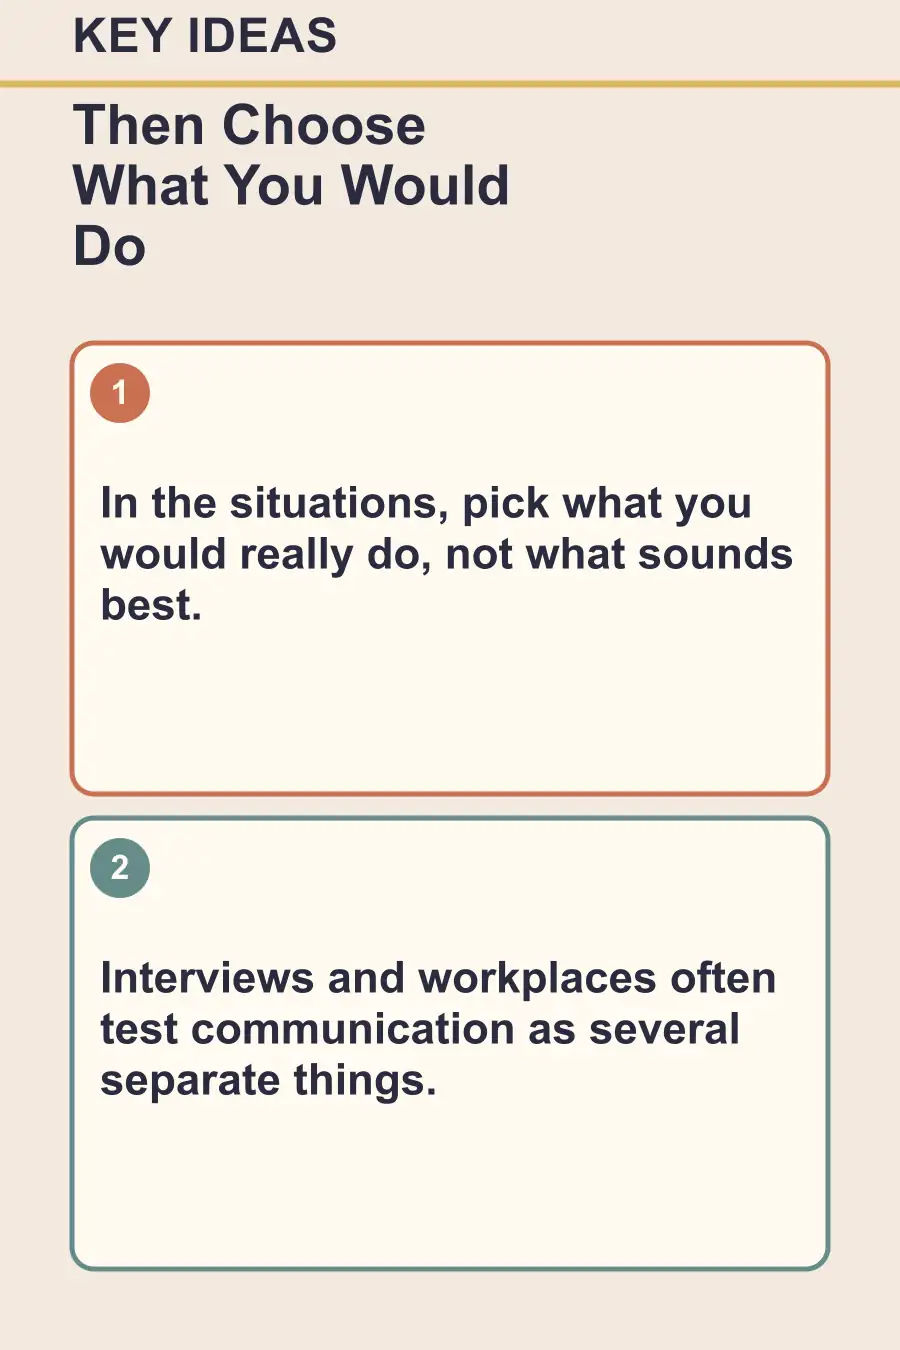 KEY IDEAS
Then Choose
What You Would
Do
1
In the situations, pick what you
would really do, not what sounds
best.
2
Interviews and workplaces often
test communication as several
separate things.